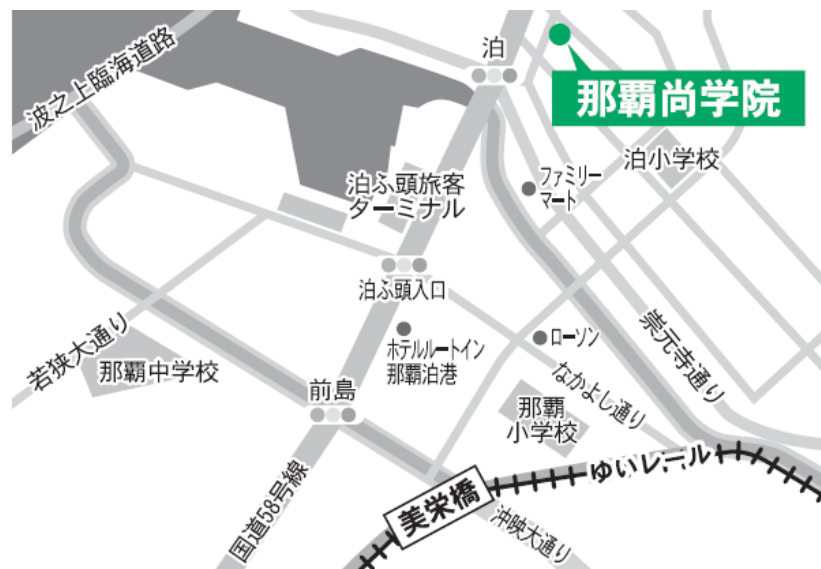 波之上臨海道路
泊
那覇尚学院
泊小学校
ファミリー
マート
泊ふ頭旅客
ターミナル
泊ふ頭入口
若狭大通り
那覇中学校
ホテルルートイン
那覇泊港
ローソン
崇元寺通り
なかよし通り
前島
那覇
小学校
国道58号線
美栄橋
ゆいレール
沖映大通り